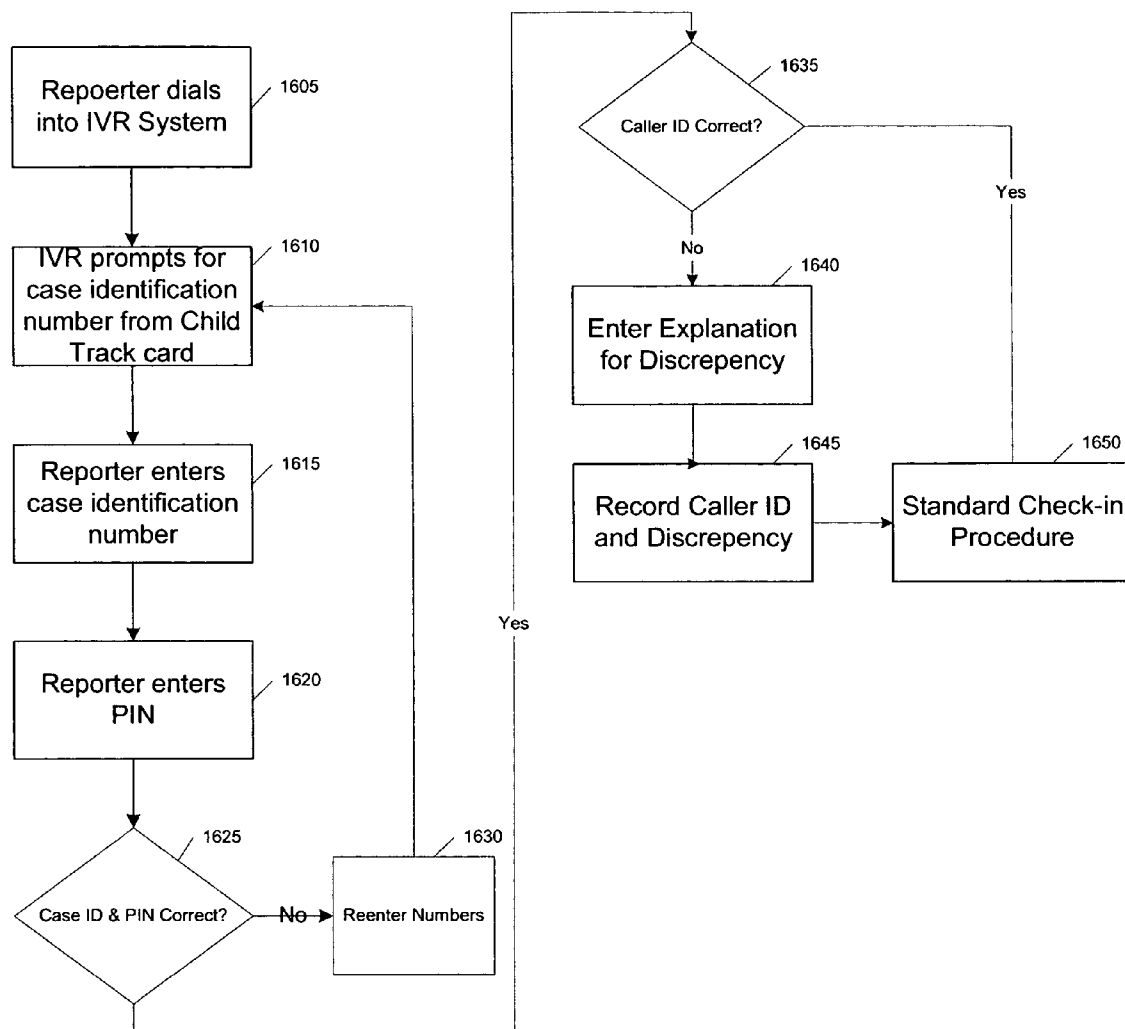 Repoerter dials
into IVR System
1605
IVR prompts for
case identification
number from Child
Track card
1610
Reporter enters
case identification
number
1615
Reporter enters
PIN
1620
Case ID & PIN Correct?
1625
No
Reenter Numbers
1630
Yes
Caller ID Correct?
1635
Yes
No
Enter Explanation
for Discrepency
1640
Record Caller ID
and Discrepency
1645
Standard Check-in
Procedure
1650